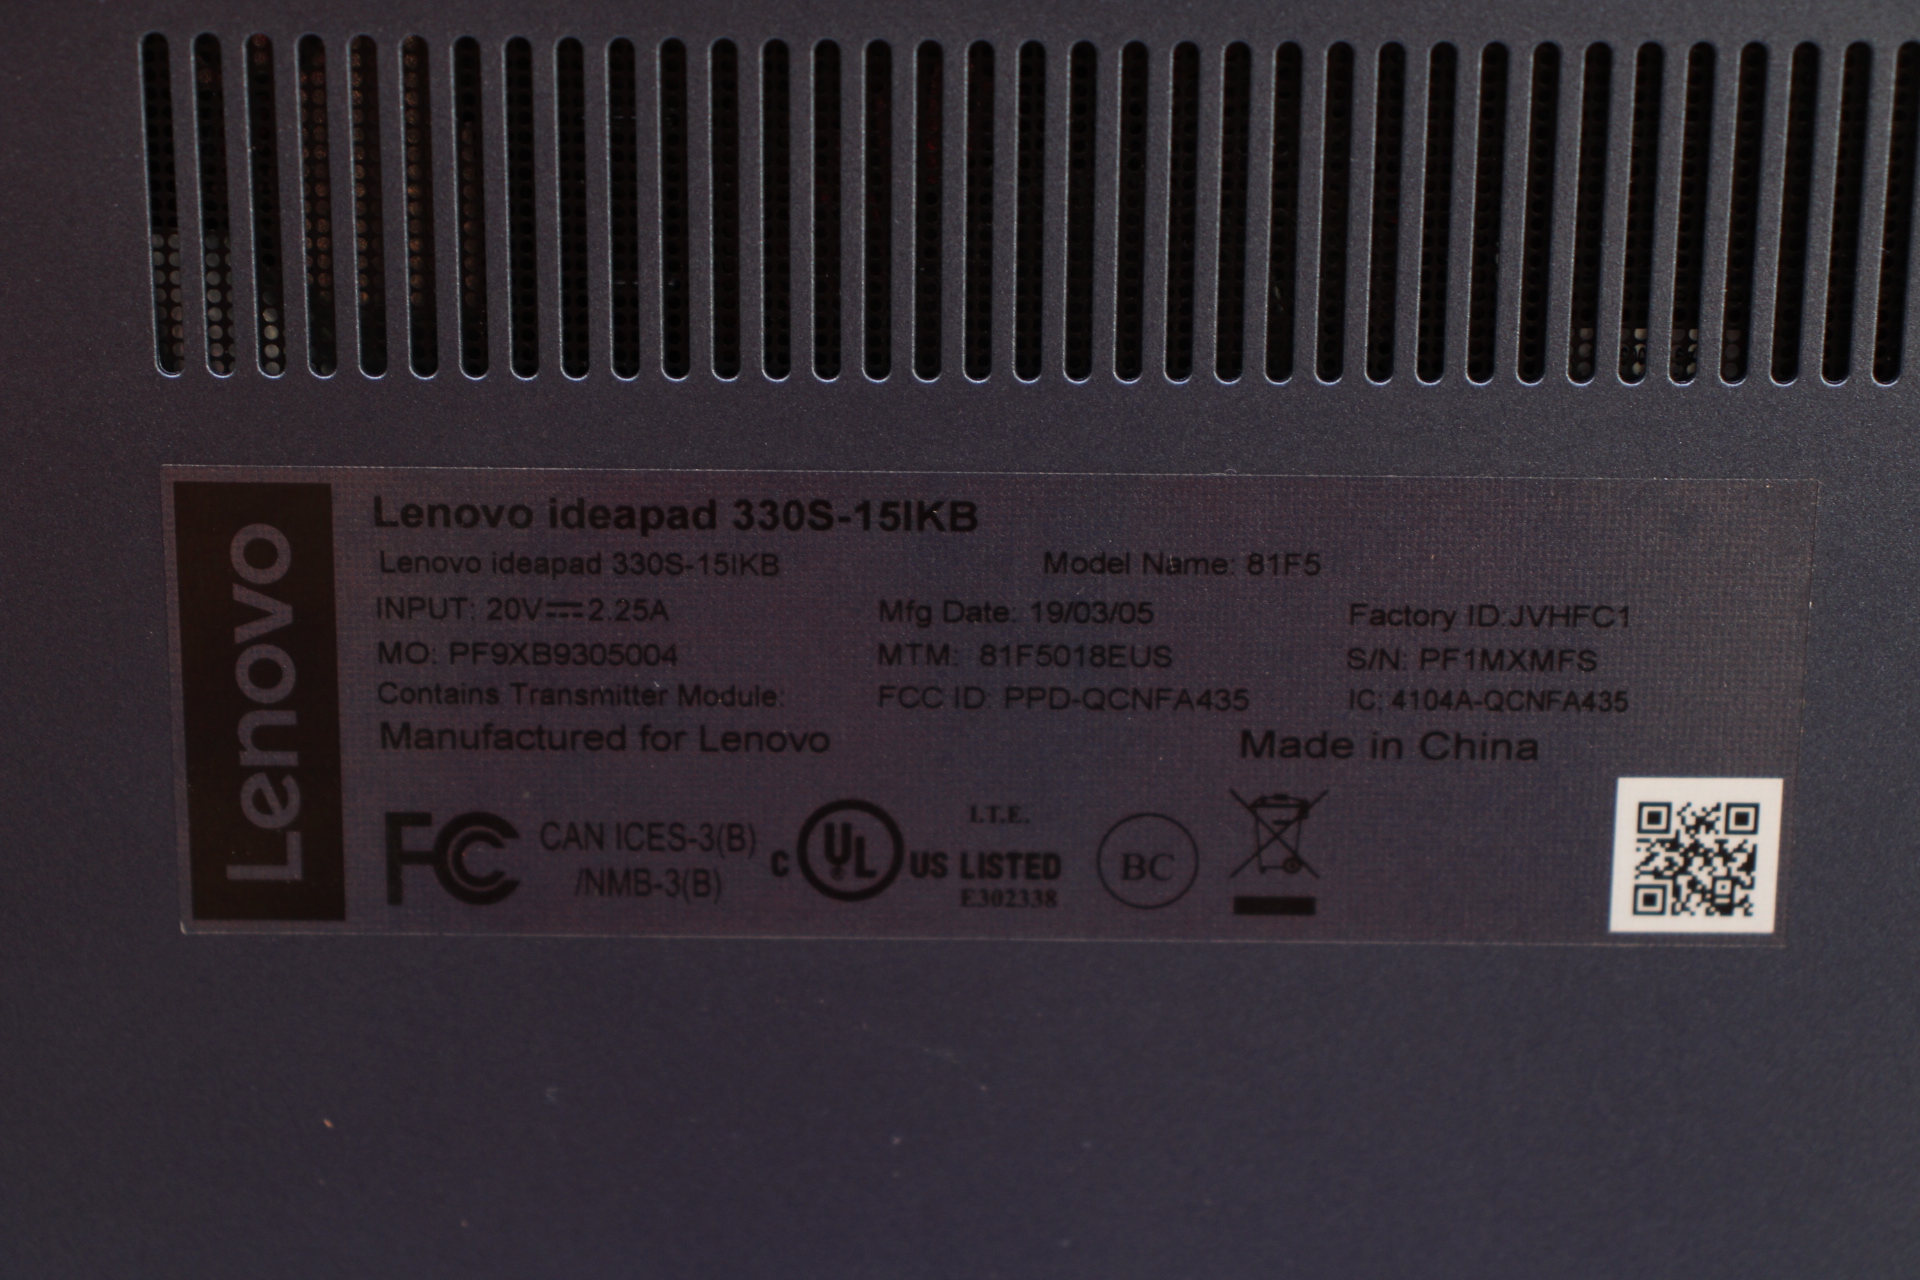 Lenovo
Lenovo ideapad 330S-15IKB
Lenovo ideapad 330S-15IKB Model Name: 81F5
INPUT: 20V⎓2.25A Mfg Date: 19/03/05 Factory ID:JVHFC1
MO: PF9XB9305004 MTM: 81F5018EUS S/N: PF1MXMFS
Contains Transmitter Module: FCC ID: PPD-QCNFA435 IC: 4104A-QCNFA435
Manufactured for Lenovo Made in China
FC CAN ICES-3(B)
/NMB-3(B)
C UL US LISTED
I.T.E.
E302338
BC